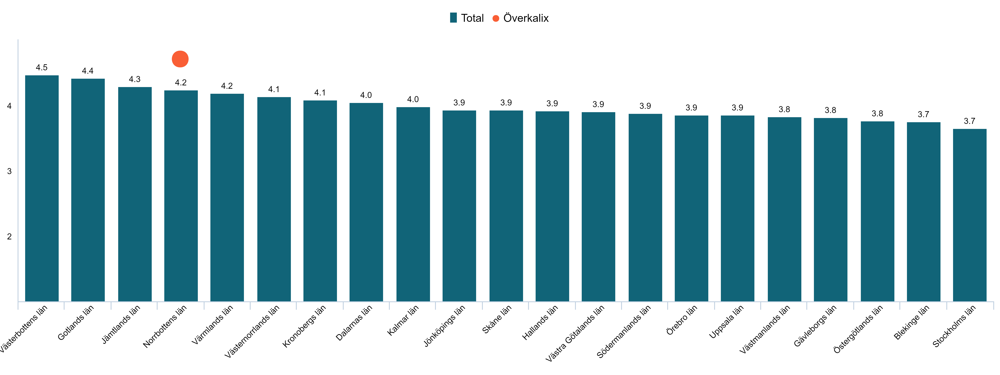 Total Överkalix
4.5 4.4 4.3 4.2 4.2 4.1 4.1 4.0 4.0 3.9 3.9 3.9 3.9 3.9 3.9 3.9 3.8 3.8 3.8 3.7 3.7
4
3
2
Västerbottens län
Gotlands län
Jämtlands län
Norrbottens län
Värmlands län
Västernorrlands län
Kronobergs län
Dalarnas län
Kalmar län
Jönköpings län
Skåne län
Hallands län
Västra Götalands län
Södermanlands län
Örebro län
Uppsala län
Västmanlands län
Gävleborgs län
Östergötlands län
Blekinge län
Stockholms län